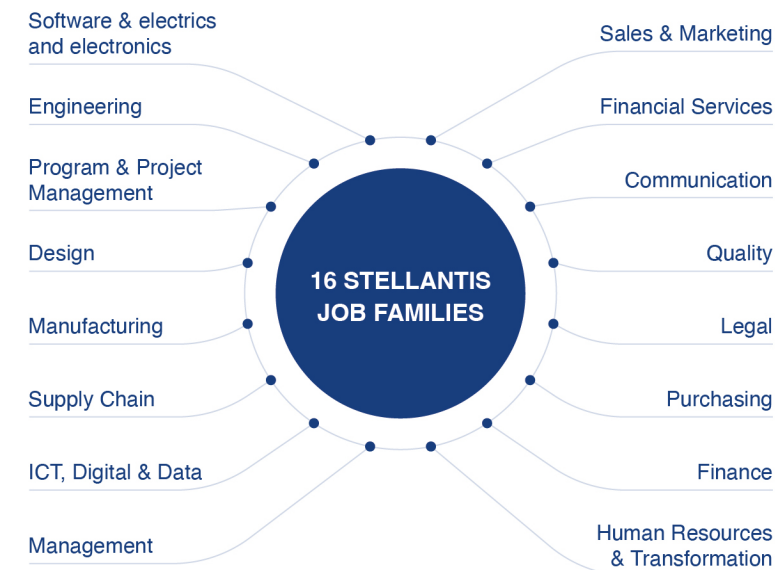 Software & electrics
and electronics
Engineering
Program & Project
Management
Design
Manufacturing
Supply Chain
ICT, Digital & Data
Management
16 STELLANTIS
JOB FAMILIES
Sales & Marketing
Financial Services
Communication
Quality
Legal
Purchasing
Finance
Human Resources
& Transformation